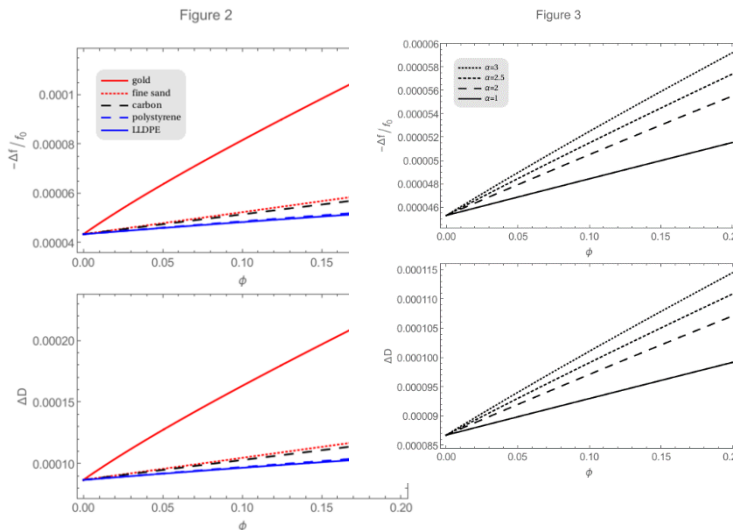 Figure 2
0.0001
0.00008
0.00006
0.00004
−Δf/f₀
gold
fine sand
carbon
polystyrene
LLDPE
0.00 0.05 0.10 0.15
ϕ
0.00020
0.00015
0.00010
ΔD
0.00 0.05 0.10 0.15 0.20
ϕ
Figure 3
0.00006
0.000058
0.000056
0.000054
0.000052
0.00005
0.000048
0.000046
−Δf/f₀
α=3
α=2.5
α=2
α=1
0.00 0.05 0.10 0.15 0.20
ϕ
0.000115
0.000110
0.000105
0.000100
0.000095
0.00009
0.000085
ΔD
0.00 0.05 0.10 0.15 0.20
ϕ